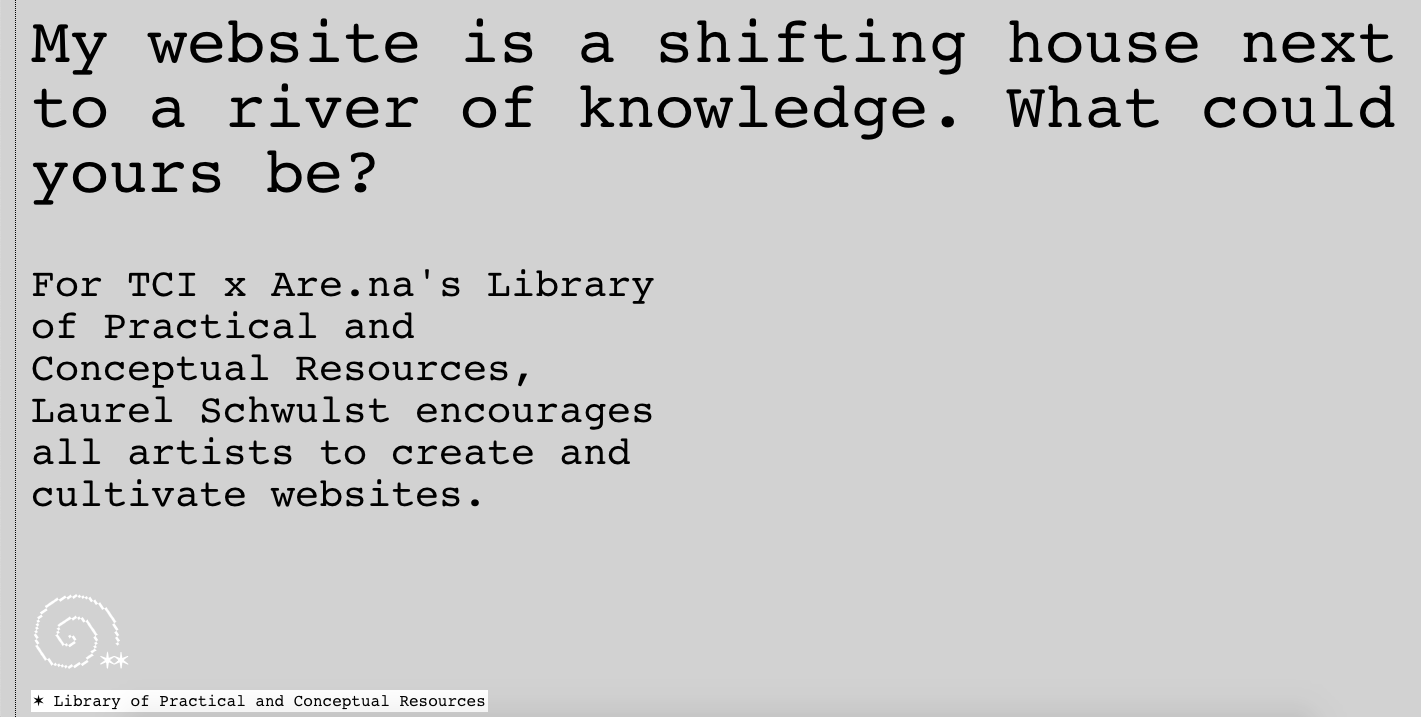 My website is a shifting house next
to a river of knowledge. What could
yours be?
For TCI x Are.na's Library
of Practical and
Conceptual Resources,
Laurel Schwulst encourages
all artists to create and
cultivate websites.
✶✶
✶ Library of Practical and Conceptual Resources